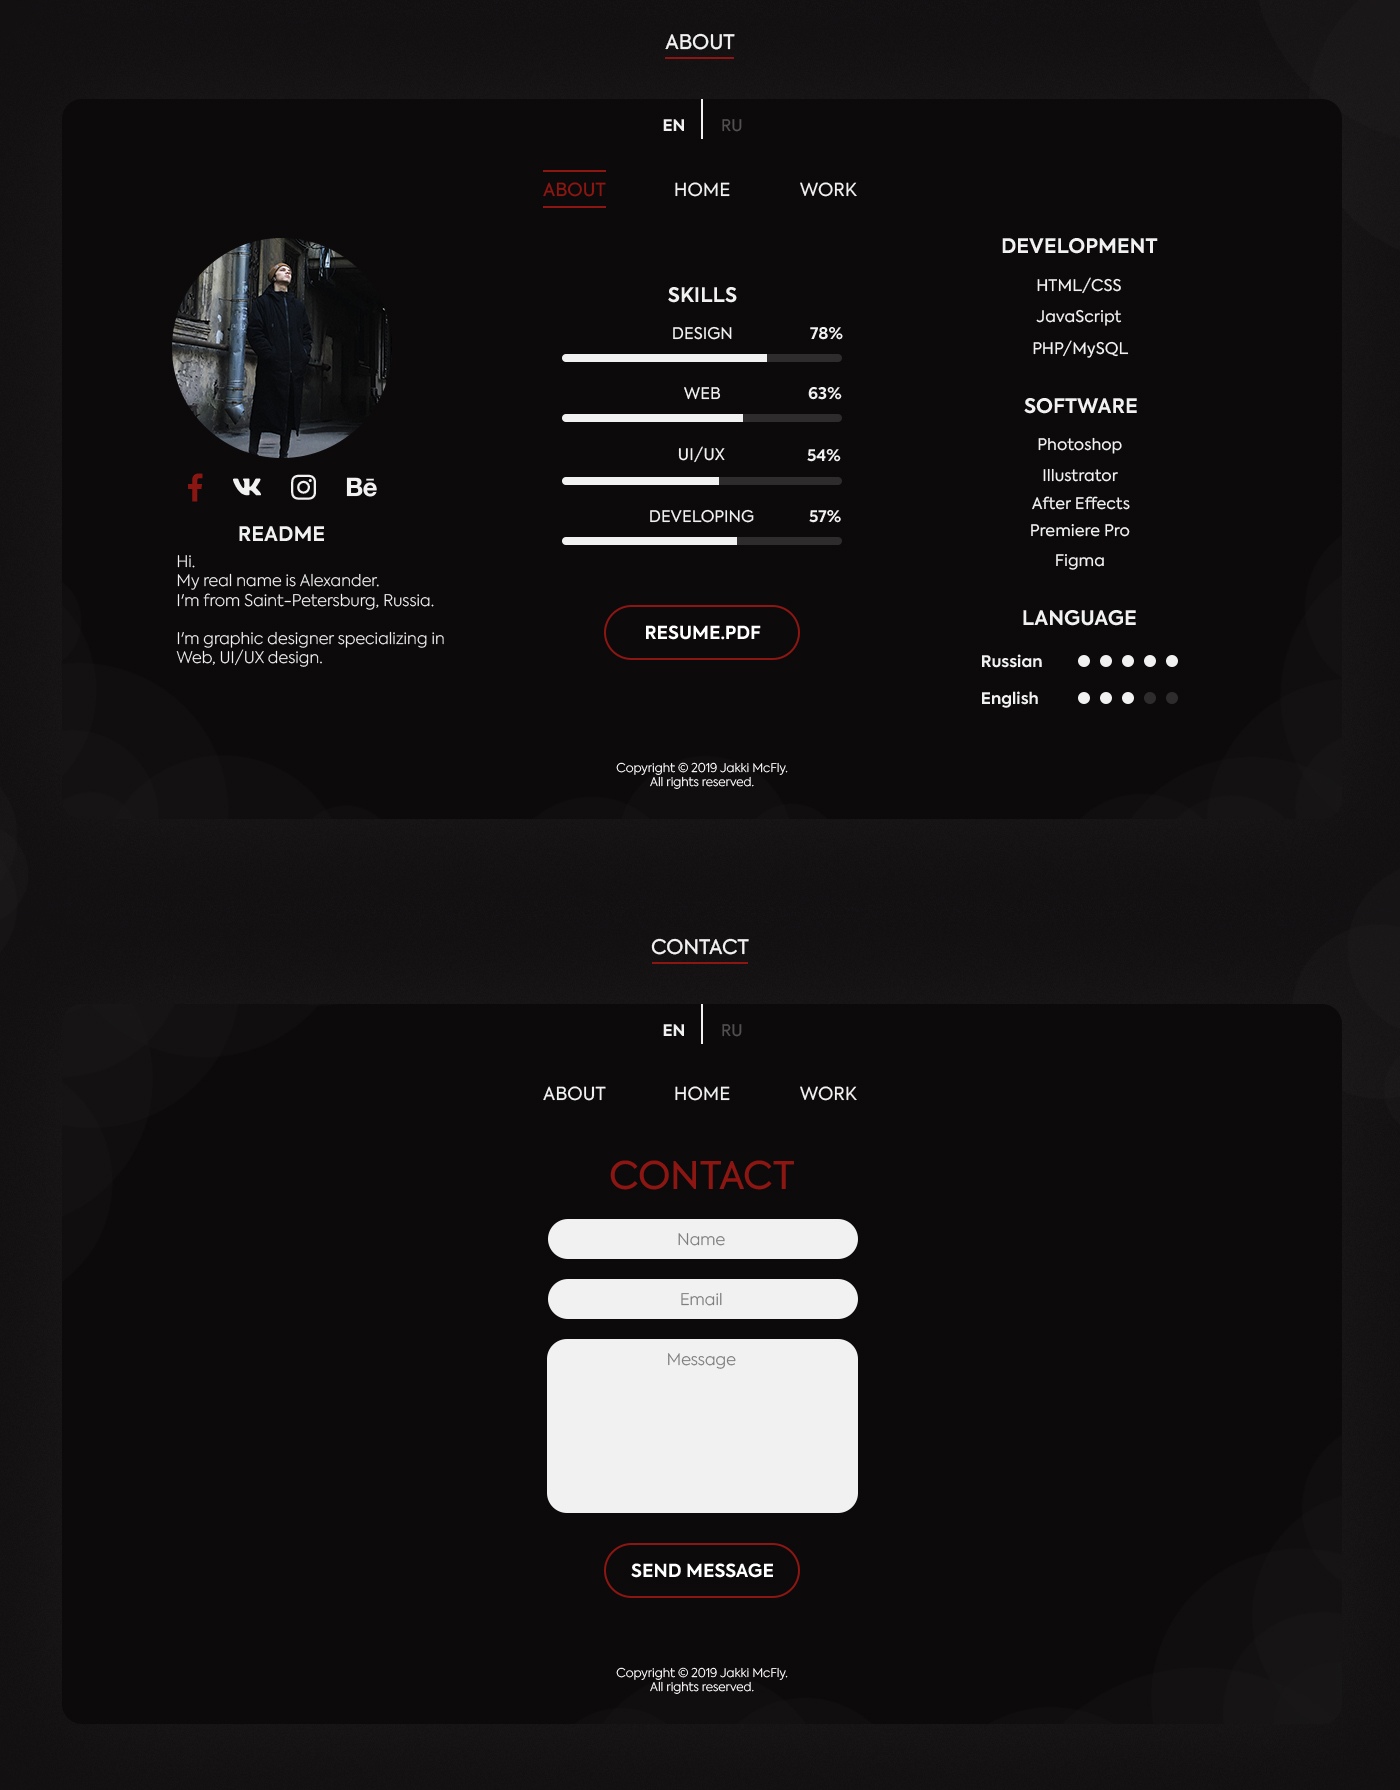 ABOUT
EN RU
ABOUT HOME WORK
Bē
README
Hi.
My real name is Alexander.
I'm from Saint-Petersburg, Russia.
I'm graphic designer specializing in
Web, UI/UX design.
SKILLS
DESIGN 78%
WEB 63%
UI/UX 54%
DEVELOPING 57%
RESUME.PDF
DEVELOPMENT
HTML/CSS
JavaScript
PHP/MySQL
SOFTWARE
Photoshop
Illustrator
After Effects
Premiere Pro
Figma
LANGUAGE
Russian
English
Copyright © 2019 Jakki McFly.
All rights reserved.
CONTACT
EN RU
ABOUT HOME WORK
CONTACT
Name
Email
Message
SEND MESSAGE
Copyright © 2019 Jakki McFly.
All rights reserved.